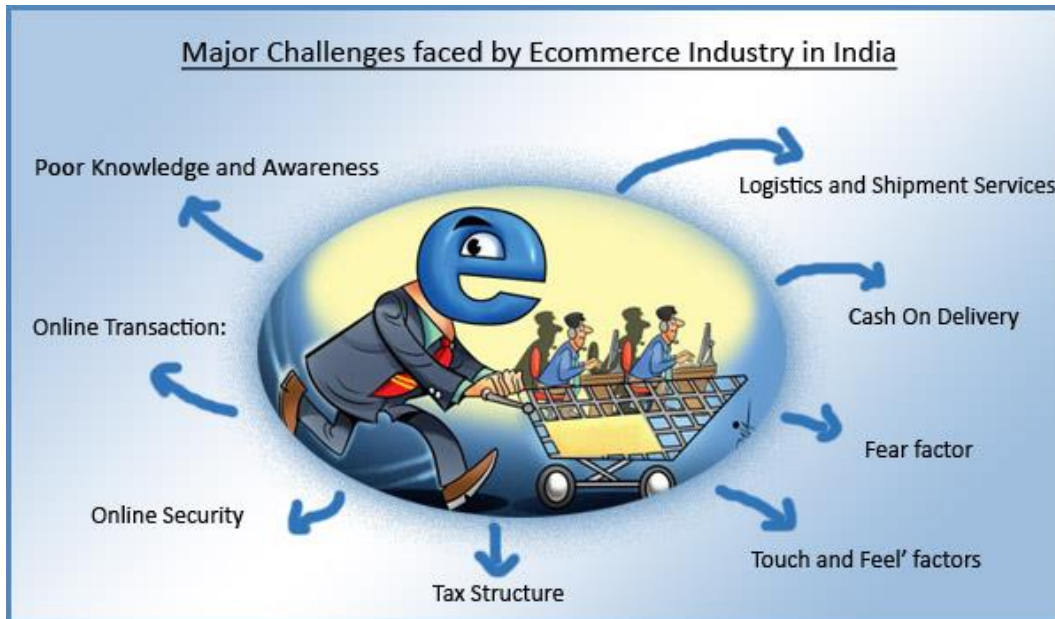 Major Challenges faced by Ecommerce Industry in India
Poor Knowledge and Awareness
Logistics and Shipment Services
Online Transaction:
Cash On Delivery
Fear factor
Online Security
Touch and Feel’ factors
Tax Structure